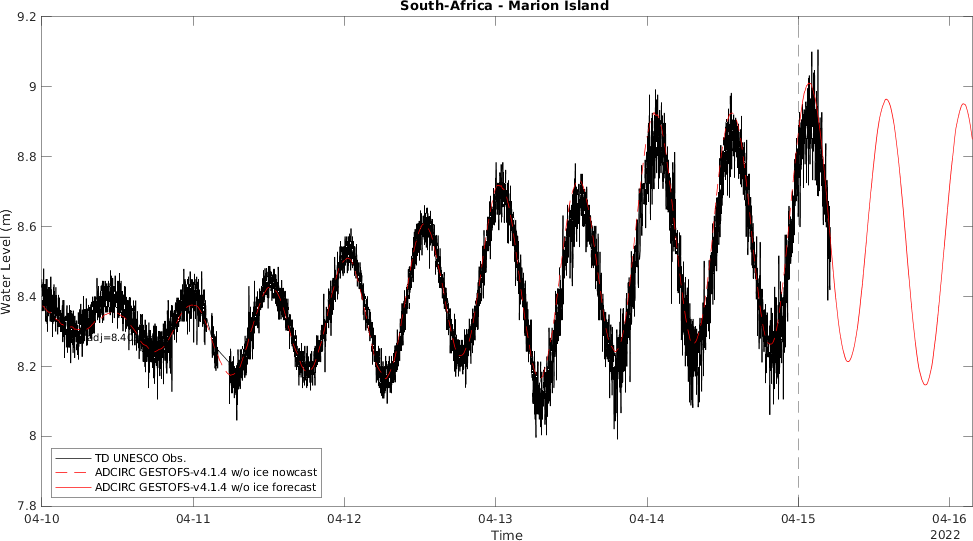 South-Africa - Marion Island
9.2
9
8.8
8.6
8.4
8.2
8
7.8
Water Level (m)
TD UNESCO Obs.
ADCIRC GESTOFS-v4.1.4 w/o ice nowcast
ADCIRC GESTOFS-v4.1.4 w/o ice forecast
04-10
04-11
04-12
04-13
04-14
04-15
04-16
Time
2022